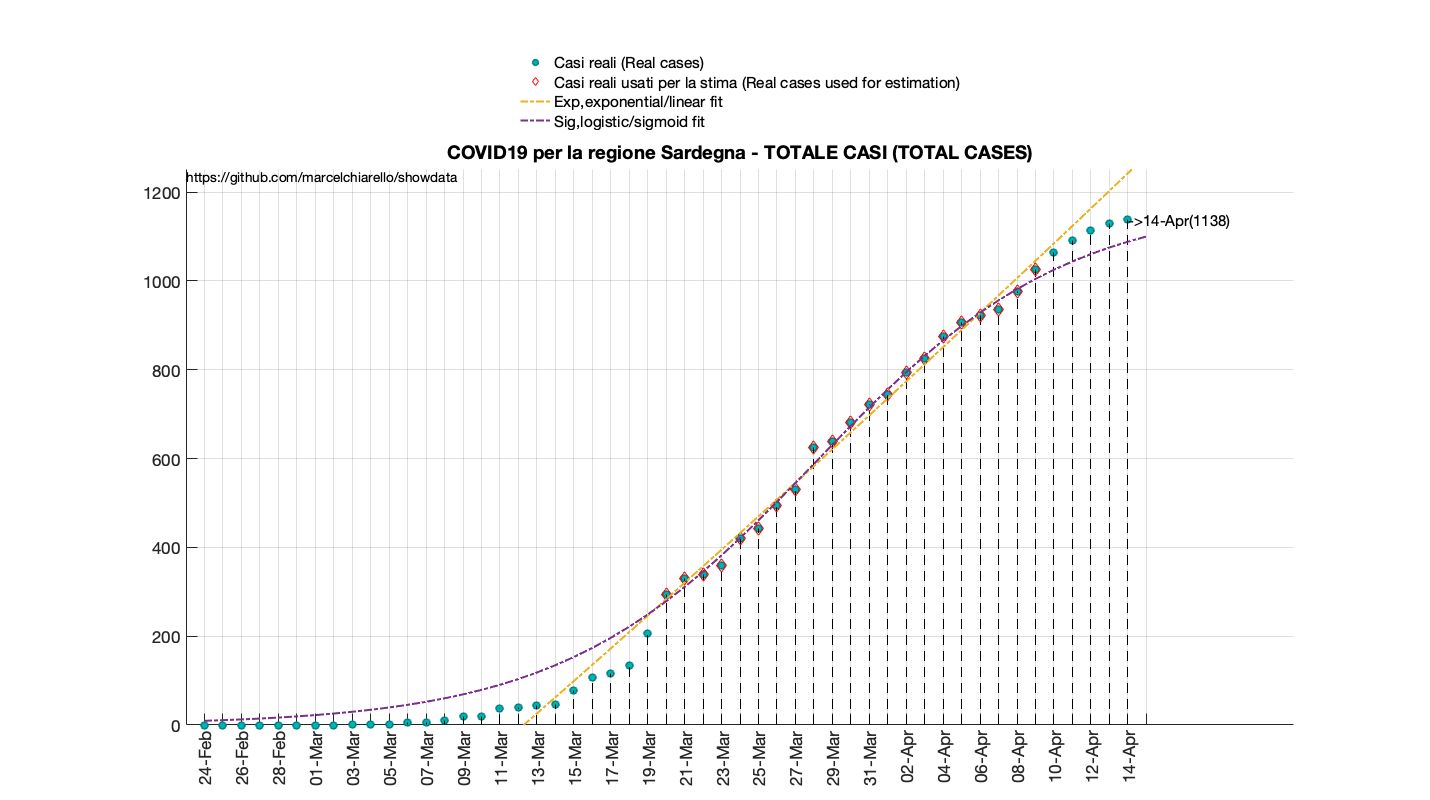 Casi reali (Real cases)
Casi reali usati per la stima (Real cases used for estimation)
Exp,exponential/linear fit
Sig,logistic/sigmoid fit
COVID19 per la regione Sardegna - TOTALE CASI (TOTAL CASES)
https://github.com/marcelchiarello/showdata
1200
->14-Apr(1138)
1000
800
600
400
200
0
24-Feb
26-Feb
28-Feb
01-Mar
03-Mar
05-Mar
07-Mar
09-Mar
11-Mar
13-Mar
15-Mar
17-Mar
19-Mar
21-Mar
23-Mar
25-Mar
27-Mar
29-Mar
31-Mar
02-Apr
04-Apr
06-Apr
08-Apr
10-Apr
12-Apr
14-Apr